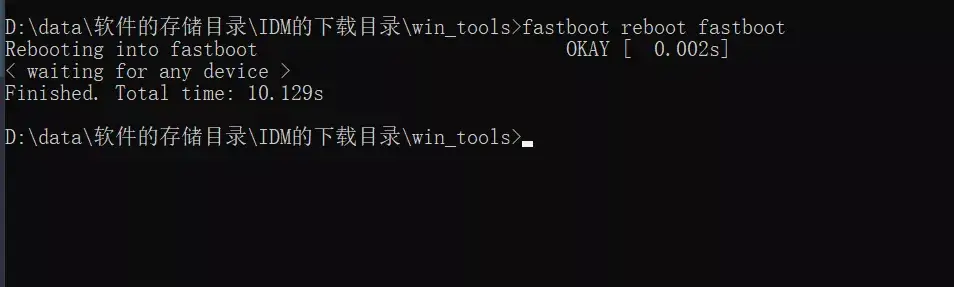 D:\data\软件的存储目录\IDM的下载目录\win_tools>fastboot reboot fastboot
Rebooting into fastboot                            OKAY [  0.002s]
< waiting for any device >
Finished. Total time: 10.129s
D:\data\软件的存储目录\IDM的下载目录\win_tools>